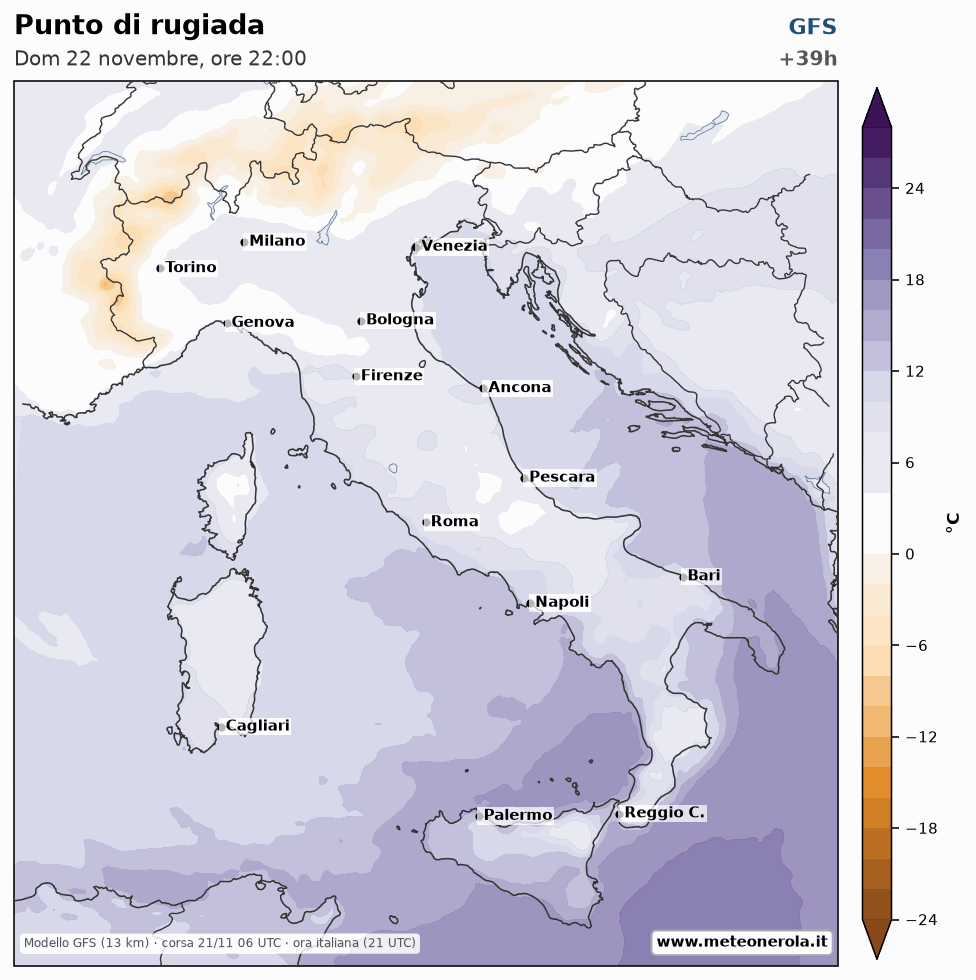 Punto di rugiada
GFS
Dom 22 novembre, ore 22:00
+39h
Milano
Venezia
Torino
Genova
Bologna
Firenze
Ancona
Pescara
Roma
Bari
Napoli
Cagliari
Palermo
Reggio C.
24
18
12
6
0
−6
−12
−18
−24
°C
Modello GFS (13 km) · corsa 21/11 06 UTC · ora italiana (21 UTC)
www.meteonerola.it